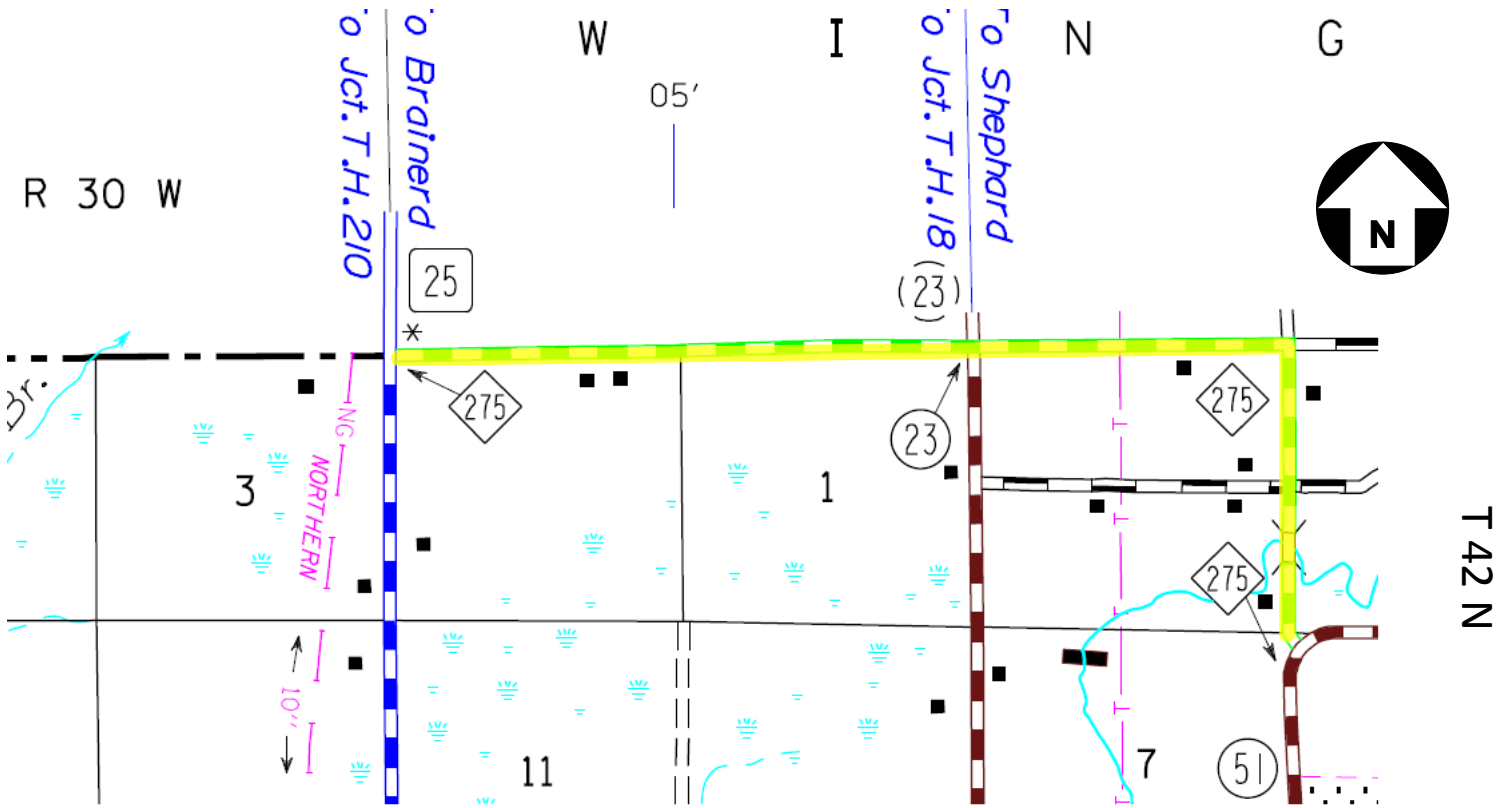 W I N G
To Brainerd
To Jct.T.H.210
05'
To Shephard
To Jct.T.H.18
R 30 W
N
25
(23)
*
275
275
Br.
23
NG
NORTHERN
3
1
T
T
T 42 N
275
10"
T
11
7
51
T